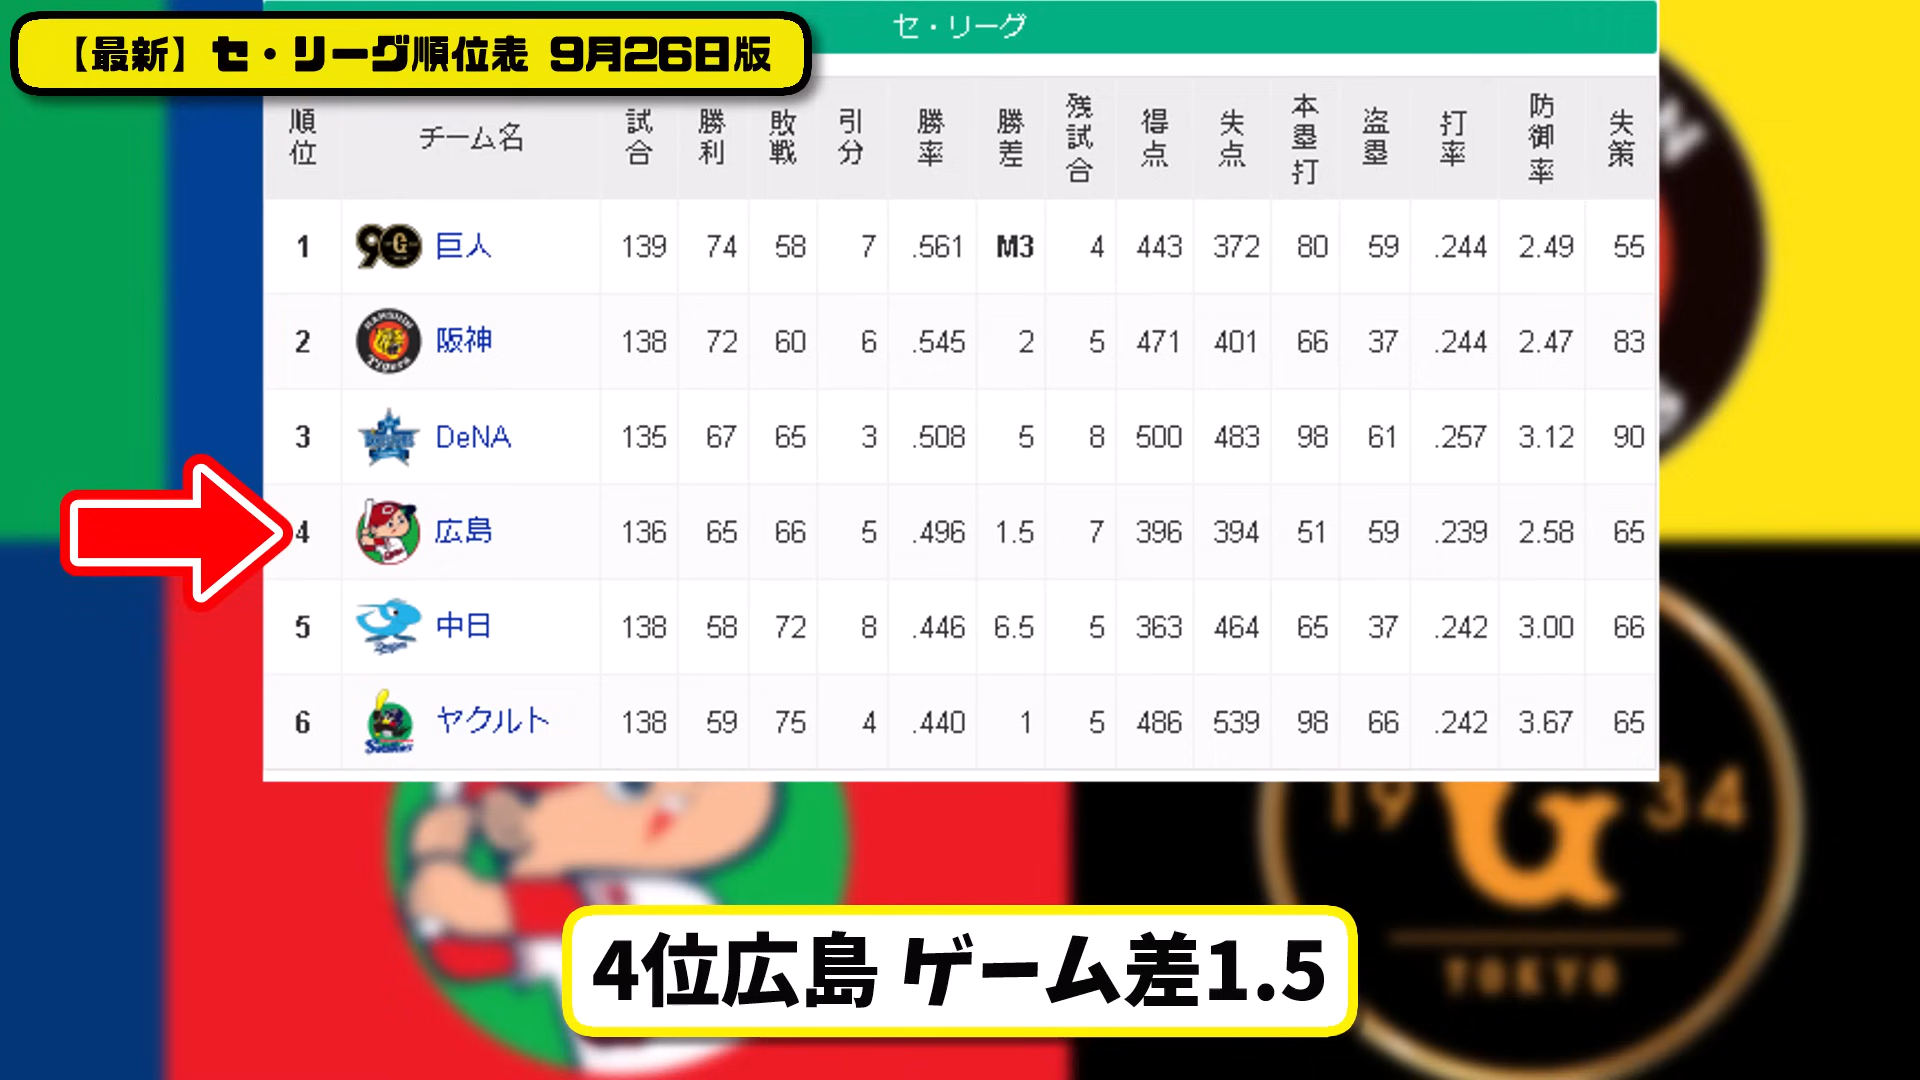 セ・リーグ
【最新】セ・リーグ順位表 9月26日版
順位 チーム名 試合 勝利 敗戦 引分 勝率 勝差 残試合 得点 失点 本塁打 盗塁 打率 防御率 失策
1 巨人 139 74 58 7 .561 M3 4 443 372 80 59 .244 2.49 55
2 阪神 138 72 60 6 .545 2 5 471 401 66 37 .244 2.47 83
3 DeNA 135 67 65 3 .508 5 8 500 483 98 61 .257 3.12 90
4 広島 136 65 66 5 .496 1.5 7 396 394 51 59 .239 2.58 65
5 中日 138 58 72 8 .446 6.5 5 363 464 65 37 .242 3.00 66
6 ヤクルト 138 59 75 4 .440 1 5 486 539 98 66 .242 3.67 65
19 34
TOKYO
4位広島 ゲーム差1.5